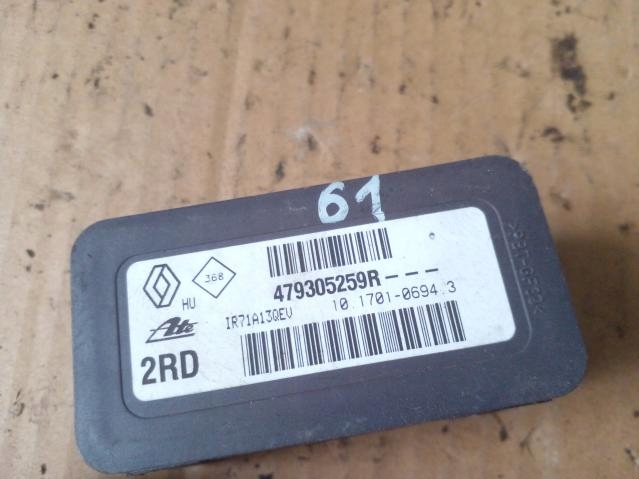 61
368
HU
479305259R---
IR71A13QEV
10.1701-0694.3
Ate
2RD